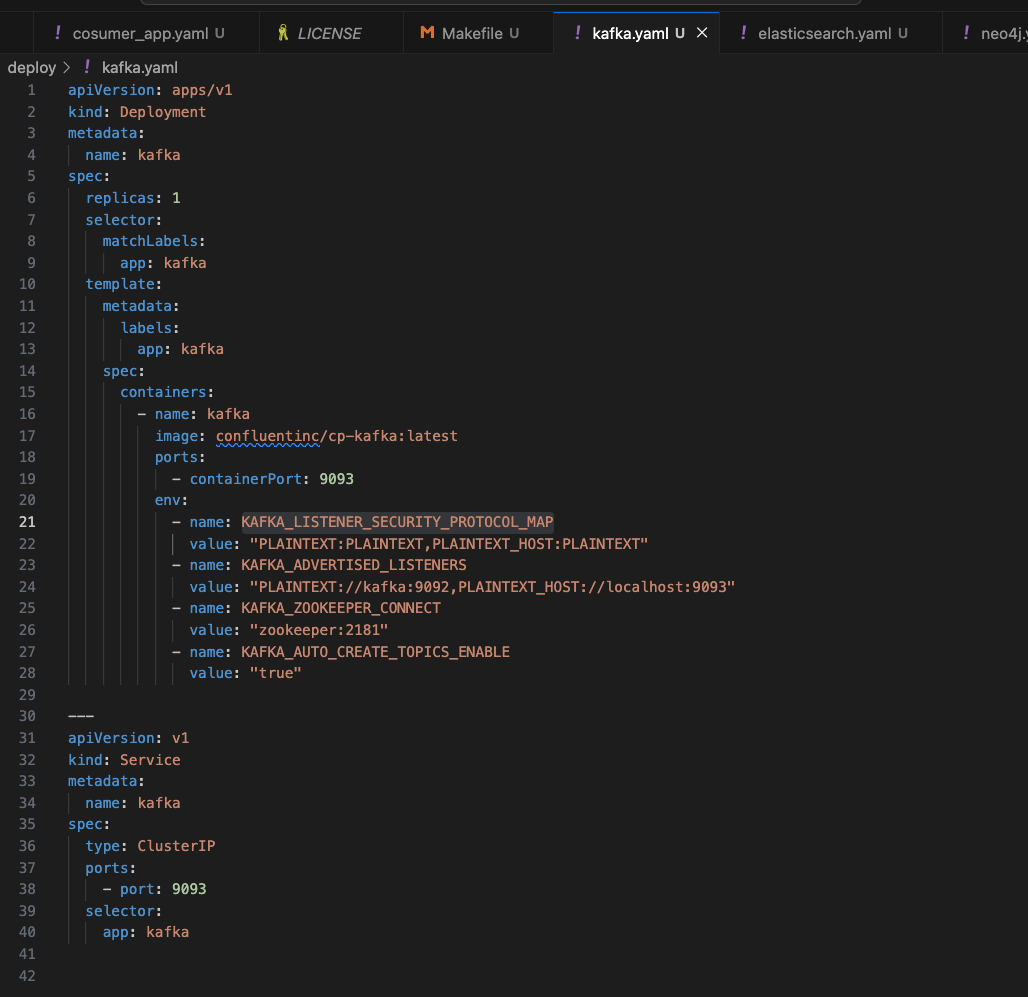 ! cosumer_app.yaml U LICENSE M Makefile U ! kafka.yaml U × ! elasticsearch.yaml U ! neo4j.y
deploy > ! kafka.yaml
1 apiVersion: apps/v1
2 kind: Deployment
3 metadata:
4   name: kafka
5 spec:
6   replicas: 1
7   selector:
8     matchLabels:
9       app: kafka
10   template:
11     metadata:
12       labels:
13         app: kafka
14     spec:
15       containers:
16         - name: kafka
17           image: confluentinc/cp-kafka:latest
18           ports:
19             - containerPort: 9093
20           env:
21             - name: KAFKA_LISTENER_SECURITY_PROTOCOL_MAP
22               value: "PLAINTEXT:PLAINTEXT,PLAINTEXT_HOST:PLAINTEXT"
23             - name: KAFKA_ADVERTISED_LISTENERS
24               value: "PLAINTEXT://kafka:9092,PLAINTEXT_HOST://localhost:9093"
25             - name: KAFKA_ZOOKEEPER_CONNECT
26               value: "zookeeper:2181"
27             - name: KAFKA_AUTO_CREATE_TOPICS_ENABLE
28               value: "true"
29
30 ---
31 apiVersion: v1
32 kind: Service
33 metadata:
34   name: kafka
35 spec:
36   type: ClusterIP
37   ports:
38     - port: 9093
39   selector:
40     app: kafka
41
42